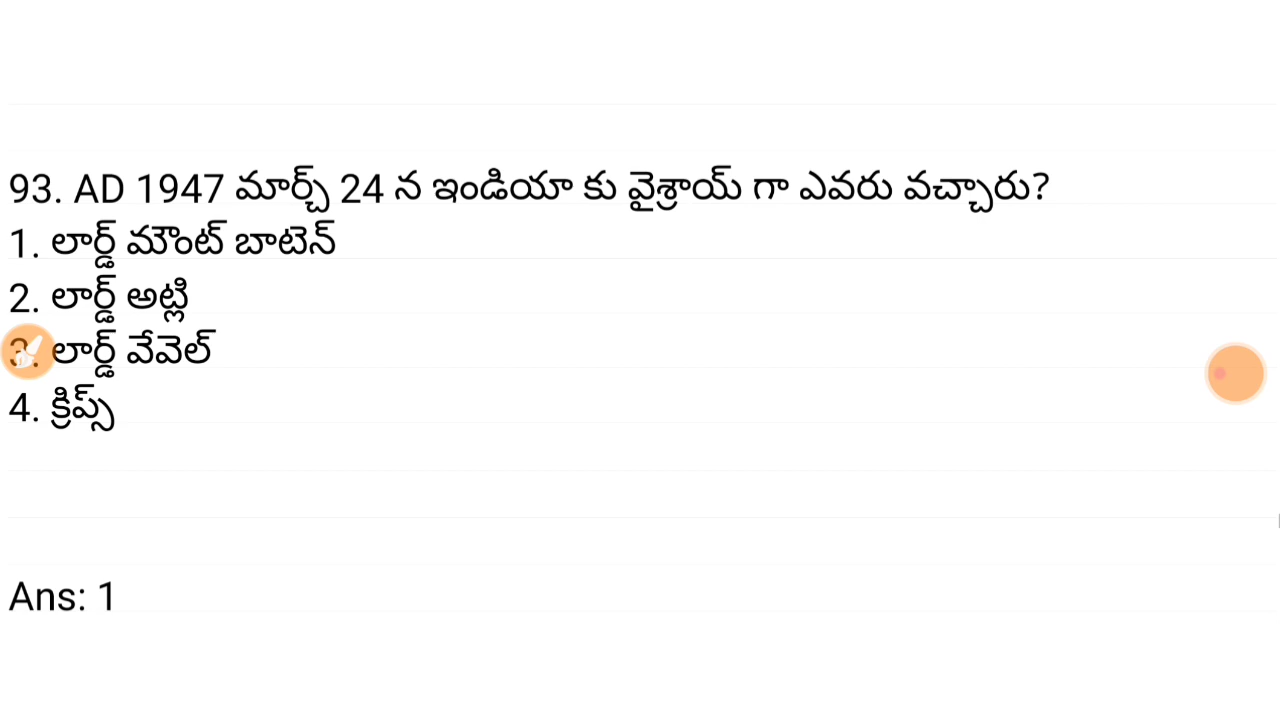 93. AD 1947 మార్చ్ 24 న ఇండియా కు వైశ్రాయ్ గా ఎవరు వచ్చారు?
1. లార్డ్ మౌంట్ బాటెన్
2. లార్డ్ అట్లి
3. లార్డ్ వేవెల్
4. క్రిప్స్
Ans: 1